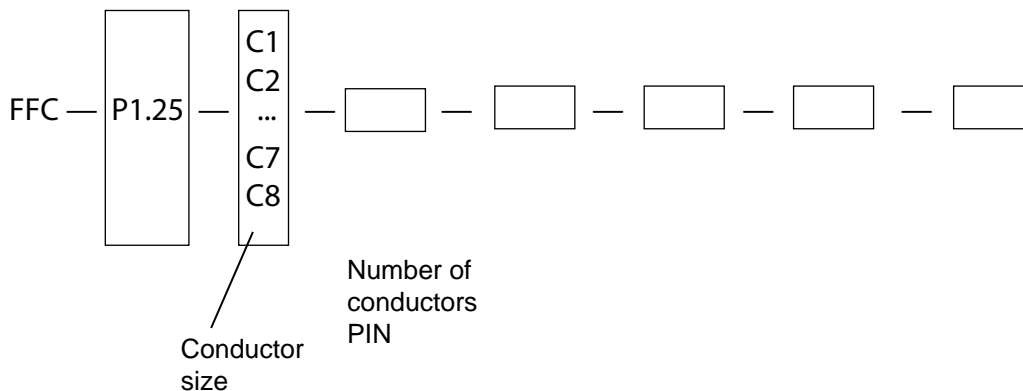 C1
C2
FFC — P1.25 — ... — — — — —
C7
C8
Number of
conductors
PIN
Conductor
size